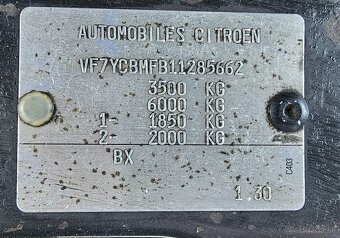 AUTOMOBILES CITROEN
VF7YCBMFB11285662
3500 KG
6000 KG
1- 1850 KG
2- 2000 KG
BX
1.30
C403